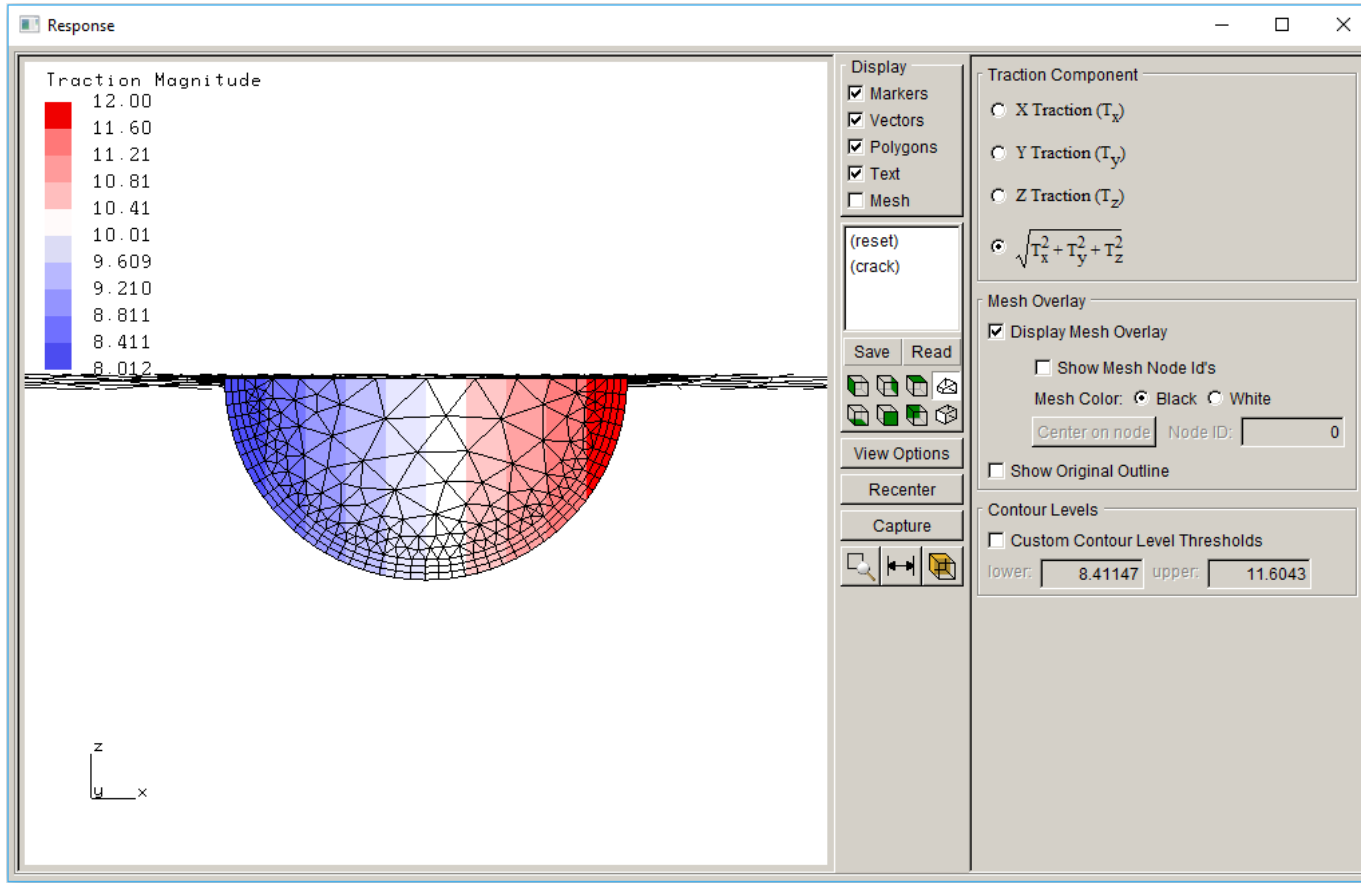 Response
Traction Magnitude
12.00
11.60
11.21
10.81
10.41
10.01
9.609
9.210
8.811
8.411
8.012
z
y x
Display
Markers
Vectors
Polygons
Text
Mesh
(reset)
(crack)
Save Read
View Options
Recenter
Capture
Traction Component
X Traction (Tx)
Y Traction (Ty)
Z Traction (Tz)
√Tx² + Ty² + Tz²
Mesh Overlay
Display Mesh Overlay
Show Mesh Node Id's
Mesh Color: Black White
Center on node Node ID: 0
Show Original Outline
Contour Levels
Custom Contour Level Thresholds
lower: 8.41147 upper: 11.6043